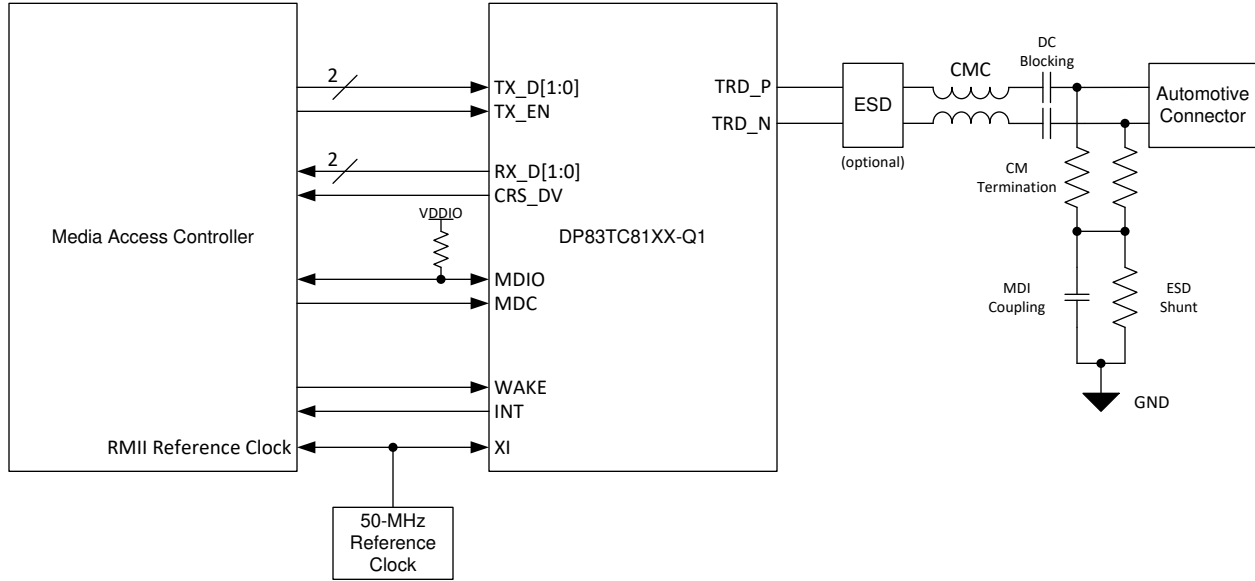 Media Access Controller
RMII Reference Clock
2
2
VDDIO
50-MHz
Reference
Clock
TX_D[1:0]
TX_EN
RX_D[1:0]
CRS_DV
MDIO
MDC
WAKE
INT
XI
DP83TC81XX-Q1
TRD_P
TRD_N
ESD
(optional)
CMC
DC
Blocking
Automotive
Connector
CM
Termination
MDI
Coupling
ESD
Shunt
GND